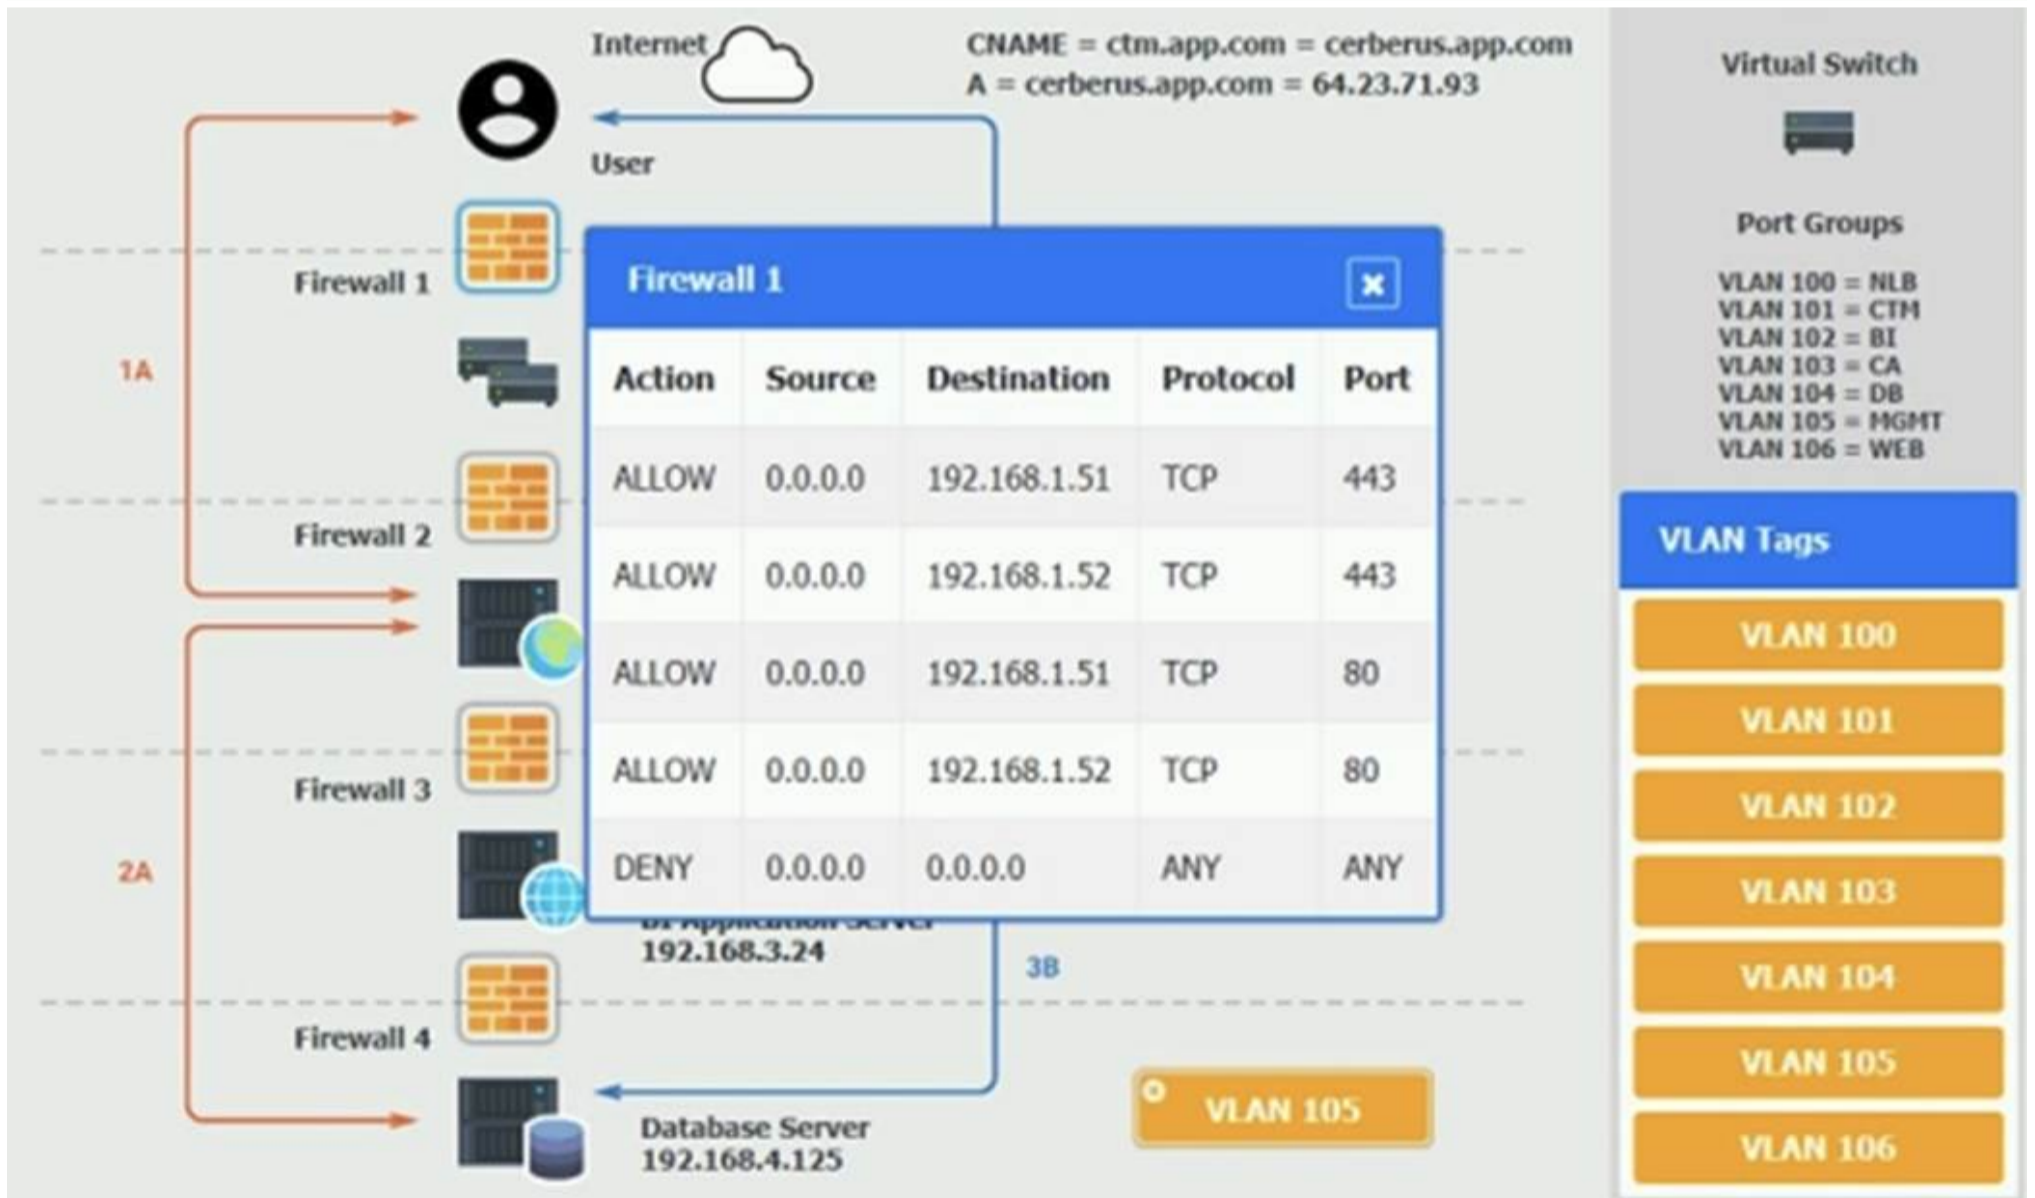 Internet
CNAME = ctm.app.com = cerberus.app.com
A = cerberus.app.com = 64.23.71.93
User
Firewall 1
1A
Firewall 2
Firewall 3
2A
Firewall 4
Firewall 1
Action Source Destination Protocol Port
ALLOW 0.0.0.0 192.168.1.51 TCP 443
ALLOW 0.0.0.0 192.168.1.52 TCP 443
ALLOW 0.0.0.0 192.168.1.51 TCP 80
ALLOW 0.0.0.0 192.168.1.52 TCP 80
DENY 0.0.0.0 0.0.0.0 ANY ANY
BI Application Server
192.168.3.24
3B
Database Server
192.168.4.125
VLAN 105
Virtual Switch
Port Groups
VLAN 100 = NLB
VLAN 101 = CTM
VLAN 102 = BI
VLAN 103 = CA
VLAN 104 = DB
VLAN 105 = MGMT
VLAN 106 = WEB
VLAN Tags
VLAN 100
VLAN 101
VLAN 102
VLAN 103
VLAN 104
VLAN 105
VLAN 106